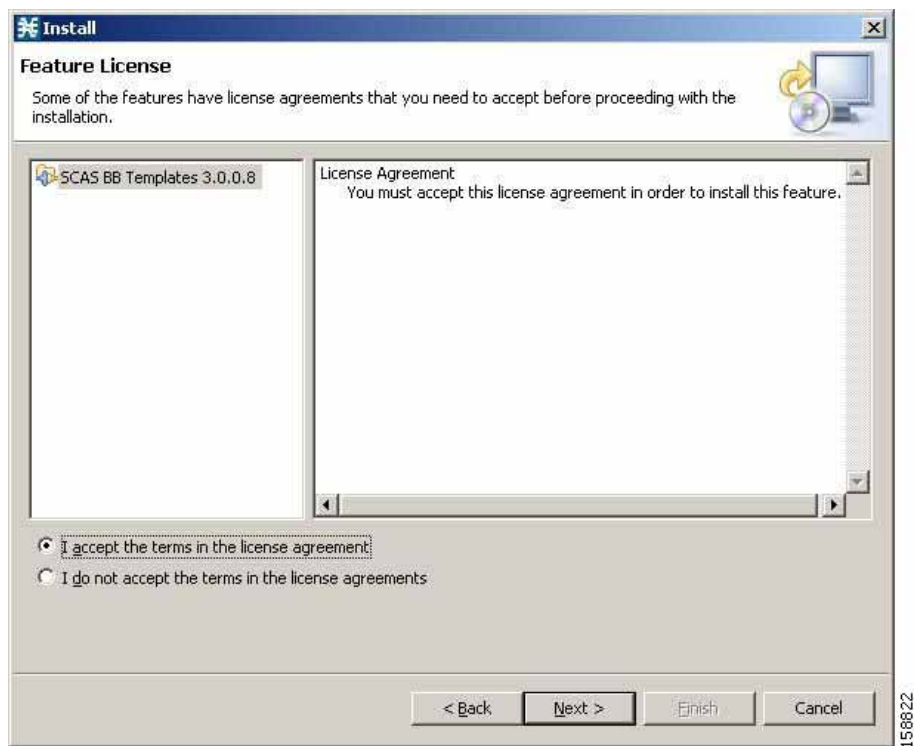 Install
Feature License
Some of the features have license agreements that you need to accept before proceeding with the
installation.
SCAS BB Templates 3.0.0.8
License Agreement
You must accept this license agreement in order to install this feature.
I accept the terms in the license agreement
I do not accept the terms in the license agreements
< Back
Next >
Finish
Cancel
158822